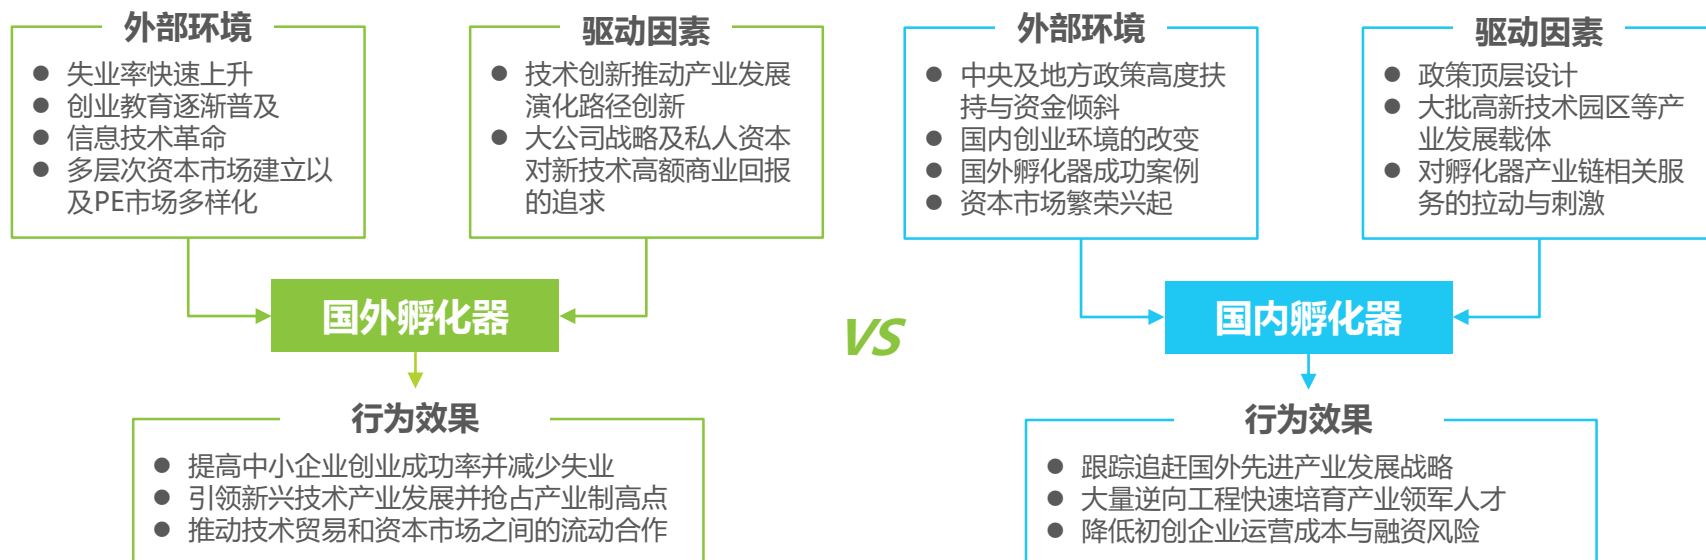 外部环境
● 失业率快速上升
● 创业教育逐渐普及
● 信息技术革命
● 多层次资本市场建立以
及PE市场多样化
驱动因素
● 技术创新推动产业发展
演化路径创新
● 大公司战略及私人资本
对新技术高额商业回报
的追求
国外孵化器
行为效果
● 提高中小企业创业成功率并减少失业
● 引领新兴技术产业发展并抢占产业制高点
● 推动技术贸易和资本市场之间的流动合作
VS
外部环境
● 中央及地方政策高度扶
持与资金倾斜
● 国内创业环境的改变
● 国外孵化器成功案例
● 资本市场繁荣兴起
驱动因素
● 政策顶层设计
● 大批高新技术园区等产
业发展载体
● 对孵化器产业链相关服
务的拉动与刺激
国内孵化器
行为效果
● 跟踪追赶国外先进产业发展战略
● 大量逆向工程快速培育产业领军人才
● 降低初创企业运营成本与融资风险